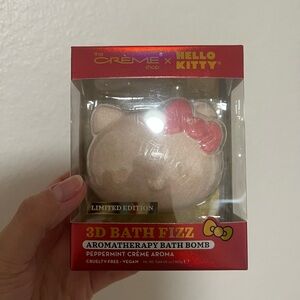 the
CRÈME
shop
×
HELLO
KITTY
LIMITED EDITION
3D BATH FIZZ
AROMATHERAPY BATH BOMB
PEPPERMINT CRÈME AROMA
CRUELTY FREE • VEGAN